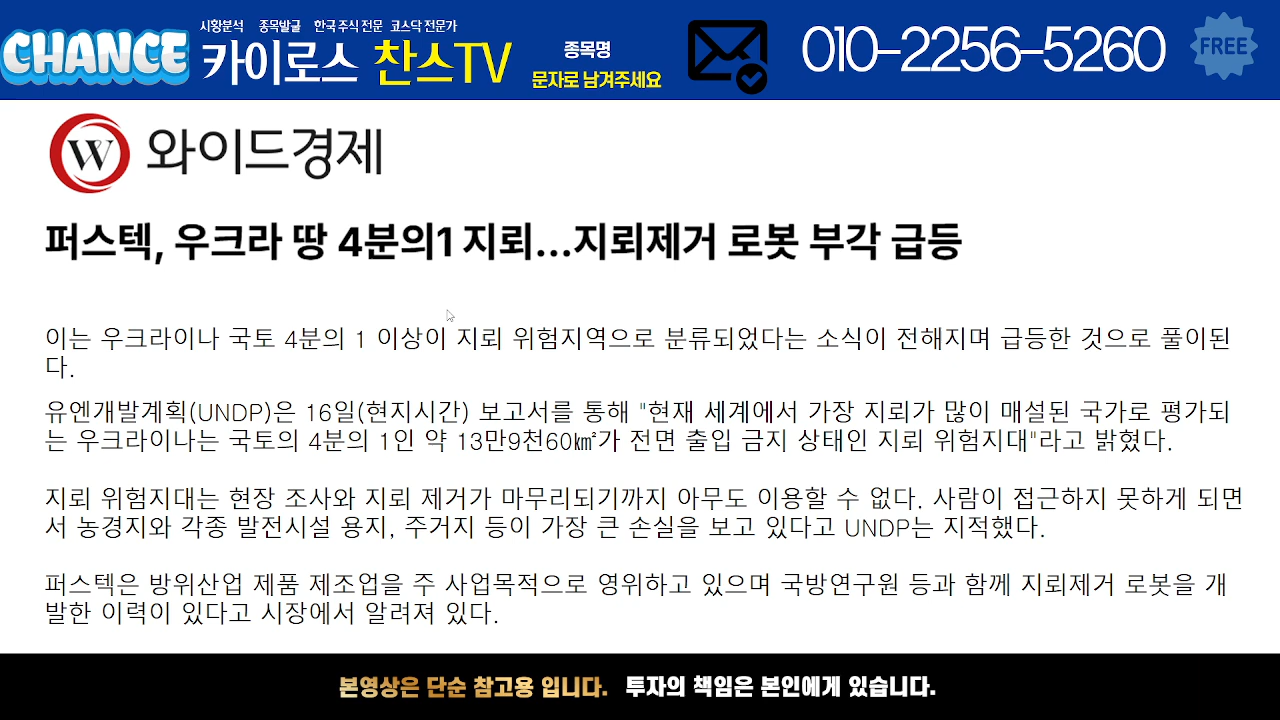 CHANCE
시황분석 종목발굴 한국 주식 전문 코스닥 전문가
카이로스 찬스TV
종목명
문자로 남겨주세요
010-2256-5260
FREE
W 와이드경제
퍼스텍, 우크라 땅 4분의1 지뢰...지뢰제거 로봇 부각 급등
이는 우크라이나 국토 4분의 1 이상이 지뢰 위험지역으로 분류되었다는 소식이 전해지며 급등한 것으로 풀이된
다.
유엔개발계획(UNDP)은 16일(현지시간) 보고서를 통해 "현재 세계에서 가장 지뢰가 많이 매설된 국가로 평가되
는 우크라이나는 국토의 4분의 1인 약 13만9천60㎢가 전면 출입 금지 상태인 지뢰 위험지대"라고 밝혔다.
지뢰 위험지대는 현장 조사와 지뢰 제거가 마무리되기까지 아무도 이용할 수 없다. 사람이 접근하지 못하게 되면
서 농경지와 각종 발전시설 용지, 주거지 등이 가장 큰 손실을 보고 있다고 UNDP는 지적했다.
퍼스텍은 방위산업 제품 제조업을 주 사업목적으로 영위하고 있으며 국방연구원 등과 함께 지뢰제거 로봇을 개
발한 이력이 있다고 시장에서 알려져 있다.
본영상은 단순 참고용 입니다. 투자의 책임은 본인에게 있습니다.